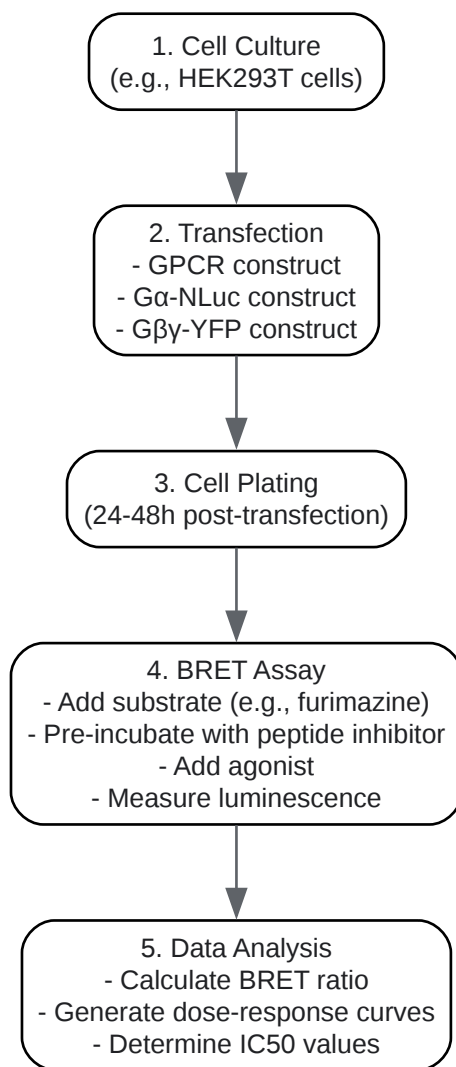 1. Cell Culture
(e.g., HEK293T cells)
2. Transfection
- GPCR construct
- Gα-NLuc construct
- Gβγ-YFP construct
3. Cell Plating
(24-48h post-transfection)
4. BRET Assay
- Add substrate (e.g., furimazine)
- Pre-incubate with peptide inhibitor
- Add agonist
- Measure luminescence
5. Data Analysis
- Calculate BRET ratio
- Generate dose-response curves
- Determine IC50 values